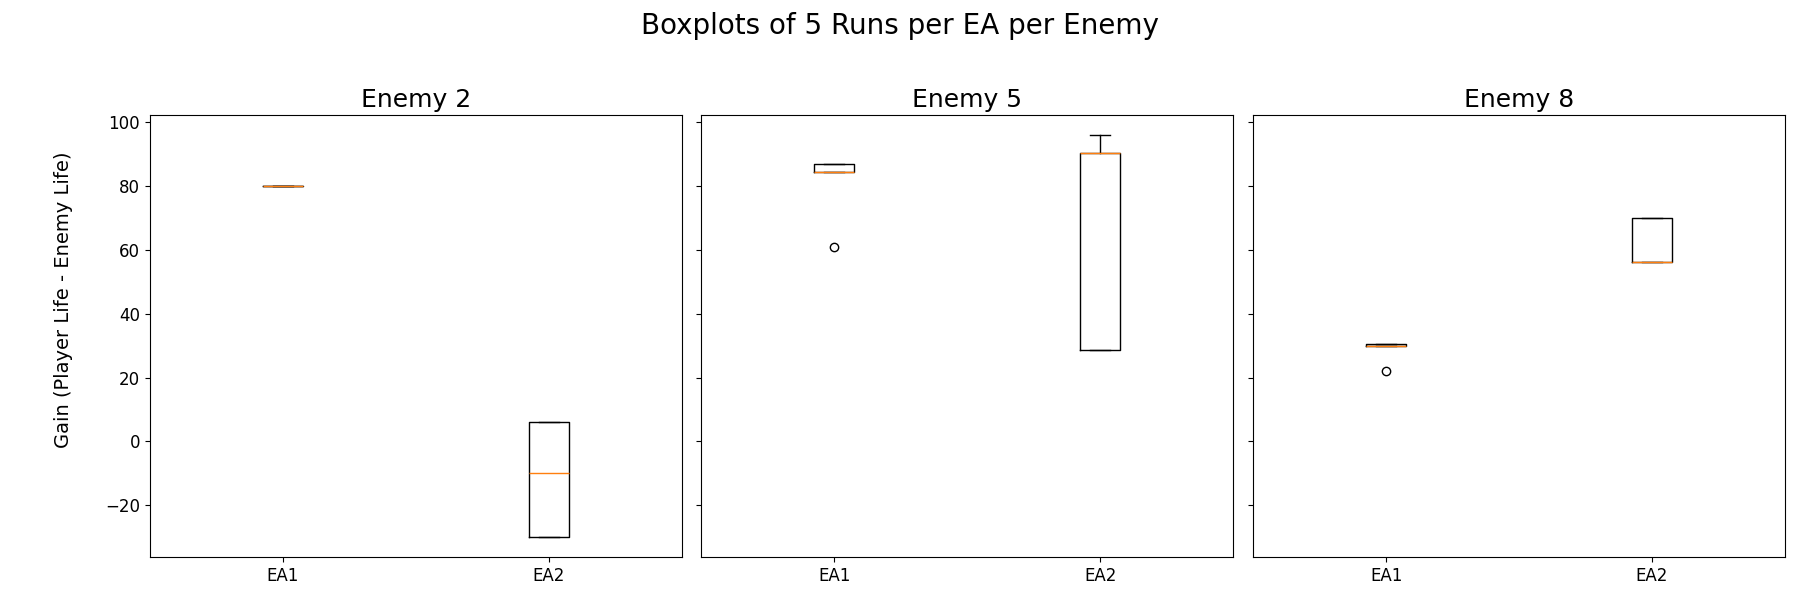 Boxplots of 5 Runs per EA per Enemy
Enemy 2
Enemy 5
Enemy 8
Gain (Player Life - Enemy Life)
100
80
60
40
20
0
−20
EA1
EA2
EA1
EA2
EA1
EA2